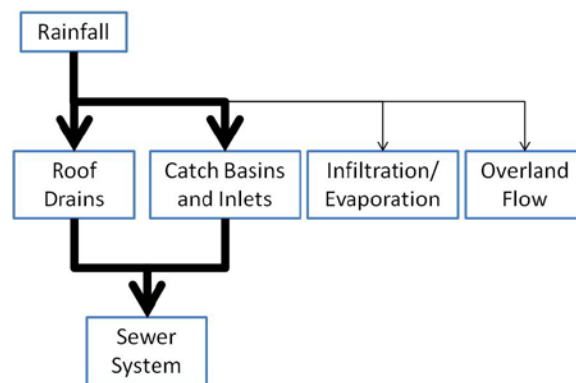 Rainfall
Roof
Drains
Catch Basins
and Inlets
Infiltration/
Evaporation
Overland
Flow
Sewer
System